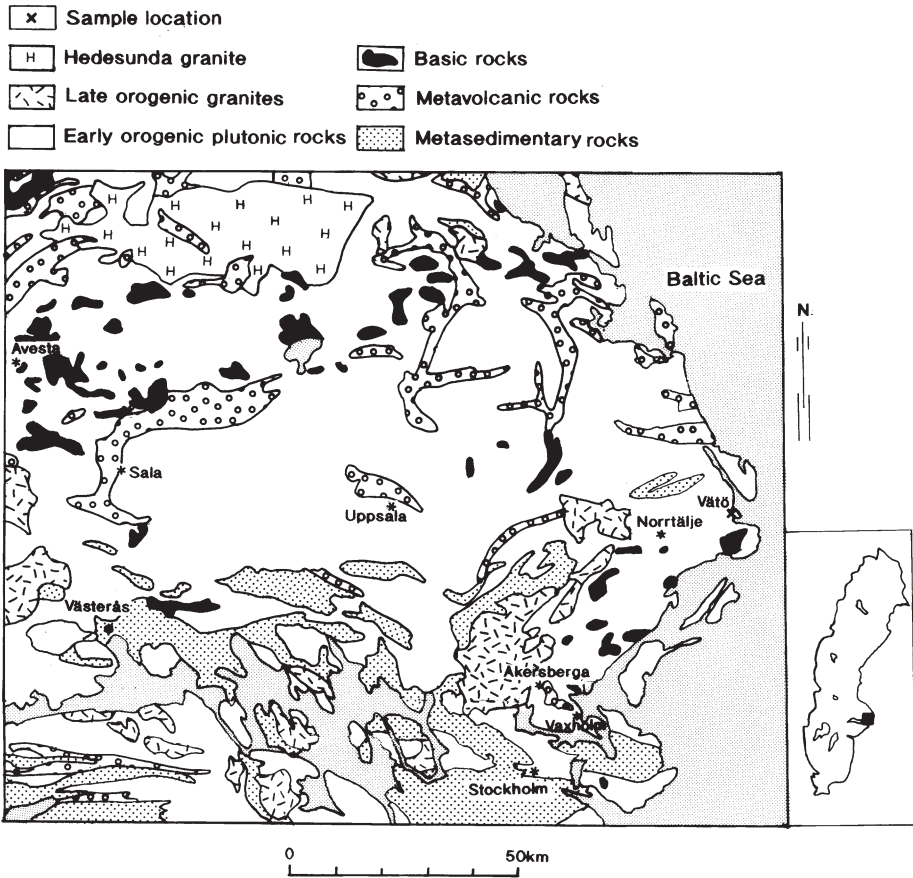 x Sample location
H Hedesunda granite
Basic rocks
Late orogenic granites
Metavolcanic rocks
Early orogenic plutonic rocks
Metasedimentary rocks
H H H
H H H H
H H H
H H H
Baltic Sea
N
Avesta
Sala
Uppsala
Vätö
Norrtälje
Västerås
Åkersberga
Vaxholm
Stockholm
0 50km